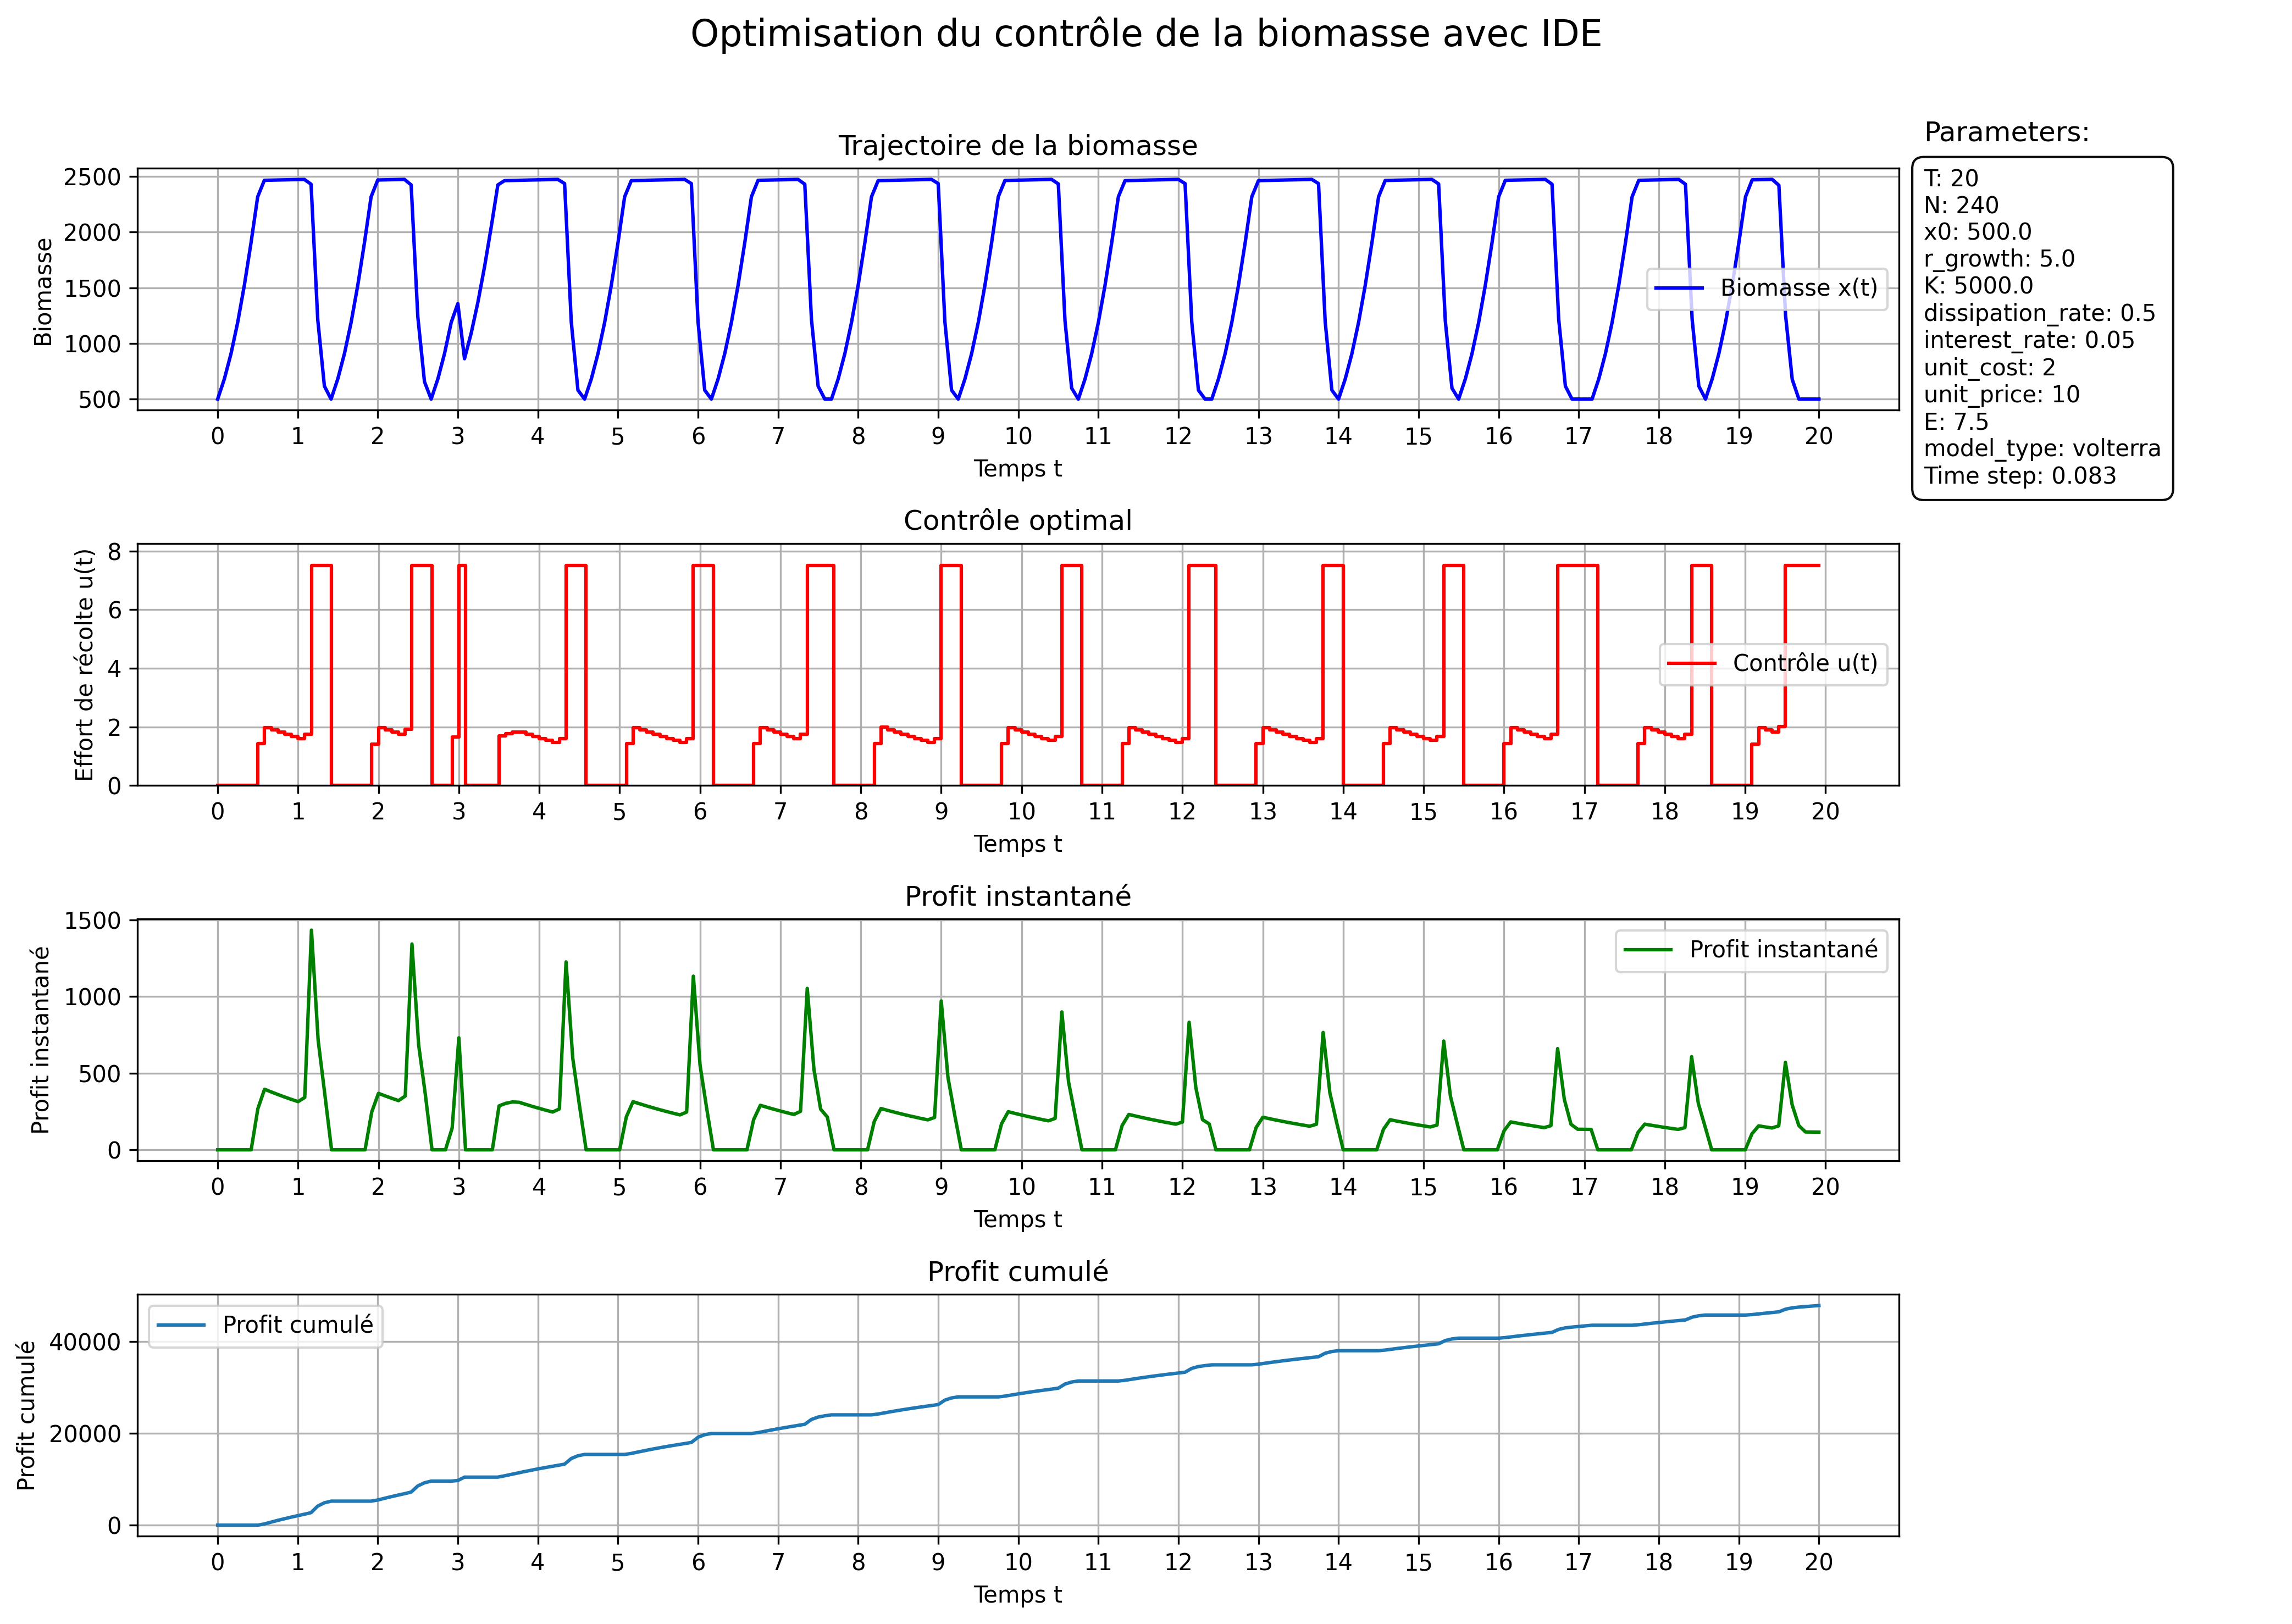 Optimisation du contrôle de la biomasse avec IDE
Trajectoire de la biomasse
Biomasse
2500
2000
1500
1000
500
Biomasse x(t)
0 1 2 3 4 5 6 7 8 9 10 11 12 13 14 15 16 17 18 19 20
Temps t
Parameters:
T: 20
N: 240
x0: 500.0
r_growth: 5.0
K: 5000.0
dissipation_rate: 0.5
interest_rate: 0.05
unit_cost: 2
unit_price: 10
E: 7.5
model_type: volterra
Time step: 0.083
Contrôle optimal
Effort de récolte u(t)
8
6
4
2
0
Contrôle u(t)
0 1 2 3 4 5 6 7 8 9 10 11 12 13 14 15 16 17 18 19 20
Temps t
Profit instantané
Profit instantané
1500
1000
500
0
Profit instantané
0 1 2 3 4 5 6 7 8 9 10 11 12 13 14 15 16 17 18 19 20
Temps t
Profit cumulé
Profit cumulé
40000
20000
0
Profit cumulé
0 1 2 3 4 5 6 7 8 9 10 11 12 13 14 15 16 17 18 19 20
Temps t